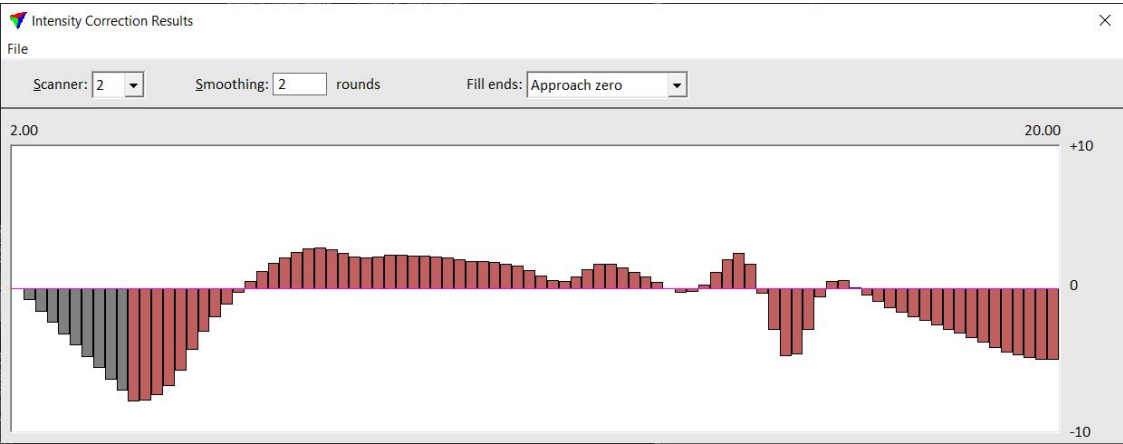 Intensity Correction Results
File
Scanner: 2 Smoothing: 2 rounds Fill ends: Approach zero
2.00 20.00
+10
0
-10